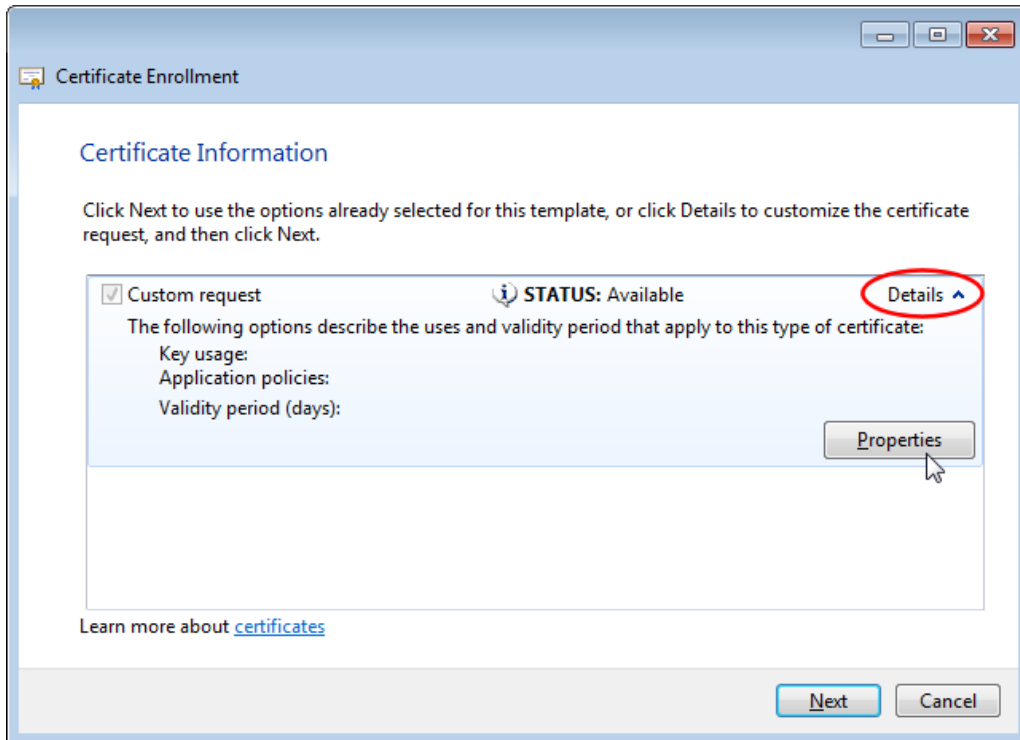 Certificate Enrollment
Certificate Information
Click Next to use the options already selected for this template, or click Details to customize the certificate
request, and then click Next.
Custom request STATUS: Available Details
The following options describe the uses and validity period that apply to this type of certificate:
Key usage:
Application policies:
Validity period (days):
Properties
Learn more about certificates
Next Cancel